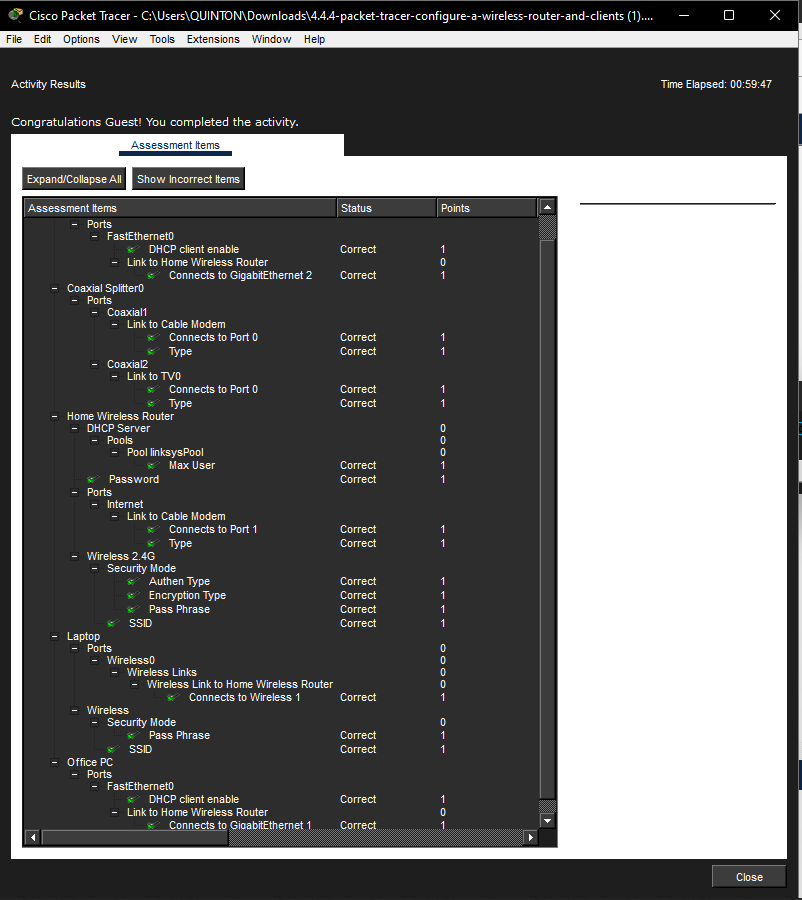 Cisco Packet Tracer - C:\Users\QUINTON\Downloads\4.4.4-packet-tracer-configure-a-wireless-router-and-clients (1)....
File Edit Options View Tools Extensions Window Help
Activity Results Time Elapsed: 00:59:47
Congratulations Guest! You completed the activity.
Assessment Items
Expand/Collapse All Show Incorrect Items
Assessment Items Status Points
Ports
FastEthernet0
DHCP client enable Correct 1
Link to Home Wireless Router 0
Connects to GigabitEthernet 2 Correct 1
Coaxial Splitter0
Ports
Coaxial1
Link to Cable Modem
Connects to Port 0 Correct 1
Type Correct 1
Coaxial2
Link to TV0
Connects to Port 0 Correct 1
Type Correct 1
Home Wireless Router
DHCP Server 0
Pools 0
Pool linksysPool 0
Max User Correct 1
Password Correct 1
Ports
Internet
Link to Cable Modem
Connects to Port 1 Correct 1
Type Correct 1
Wireless 2.4G
Security Mode
Authen Type Correct 1
Encryption Type Correct 1
Pass Phrase Correct 1
SSID Correct 1
Laptop
Ports 0
Wireless0 0
Wireless Links 0
Wireless Link to Home Wireless Router 0
Connects to Wireless 1 Correct 1
Wireless
Security Mode 0
Pass Phrase Correct 1
SSID Correct 1
Office PC
Ports
FastEthernet0
DHCP client enable Correct 1
Link to Home Wireless Router 0
Connects to GigabitEthernet 1 Correct 1
Close